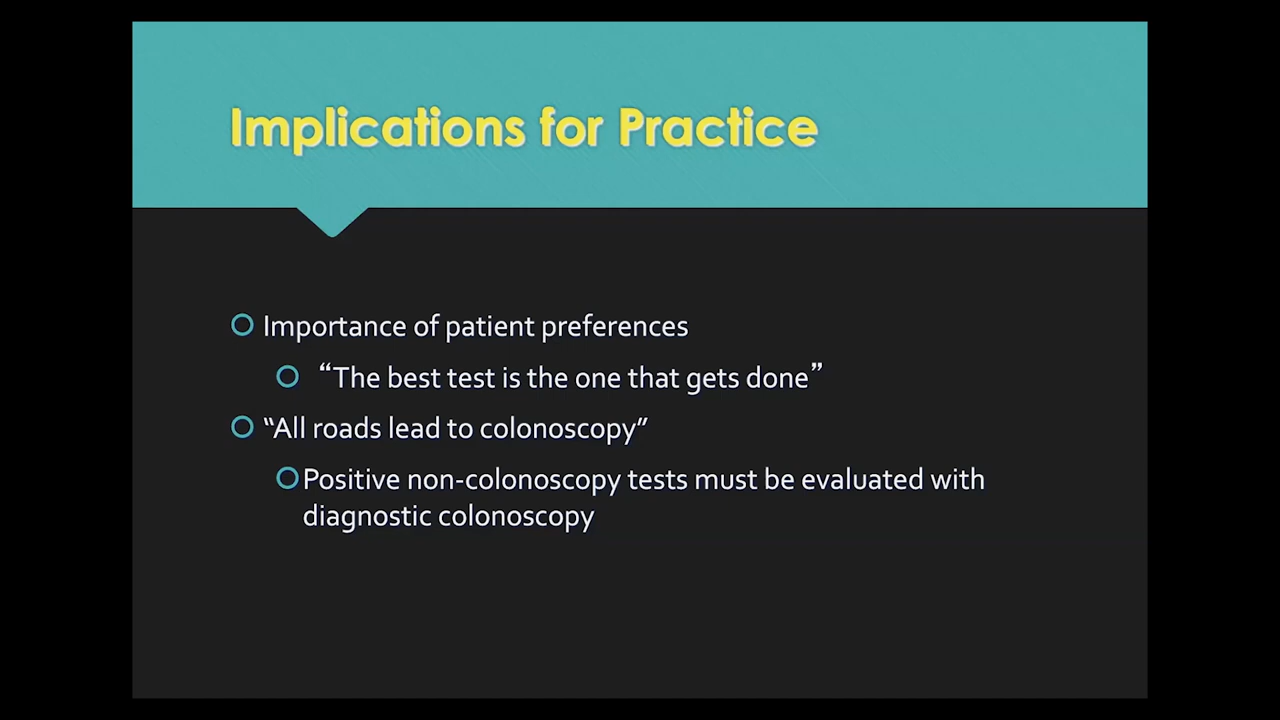 Implications for Practice
Importance of patient preferences
“The best test is the one that gets done”
“All roads lead to colonoscopy”
Positive non-colonoscopy tests must be evaluated with
diagnostic colonoscopy